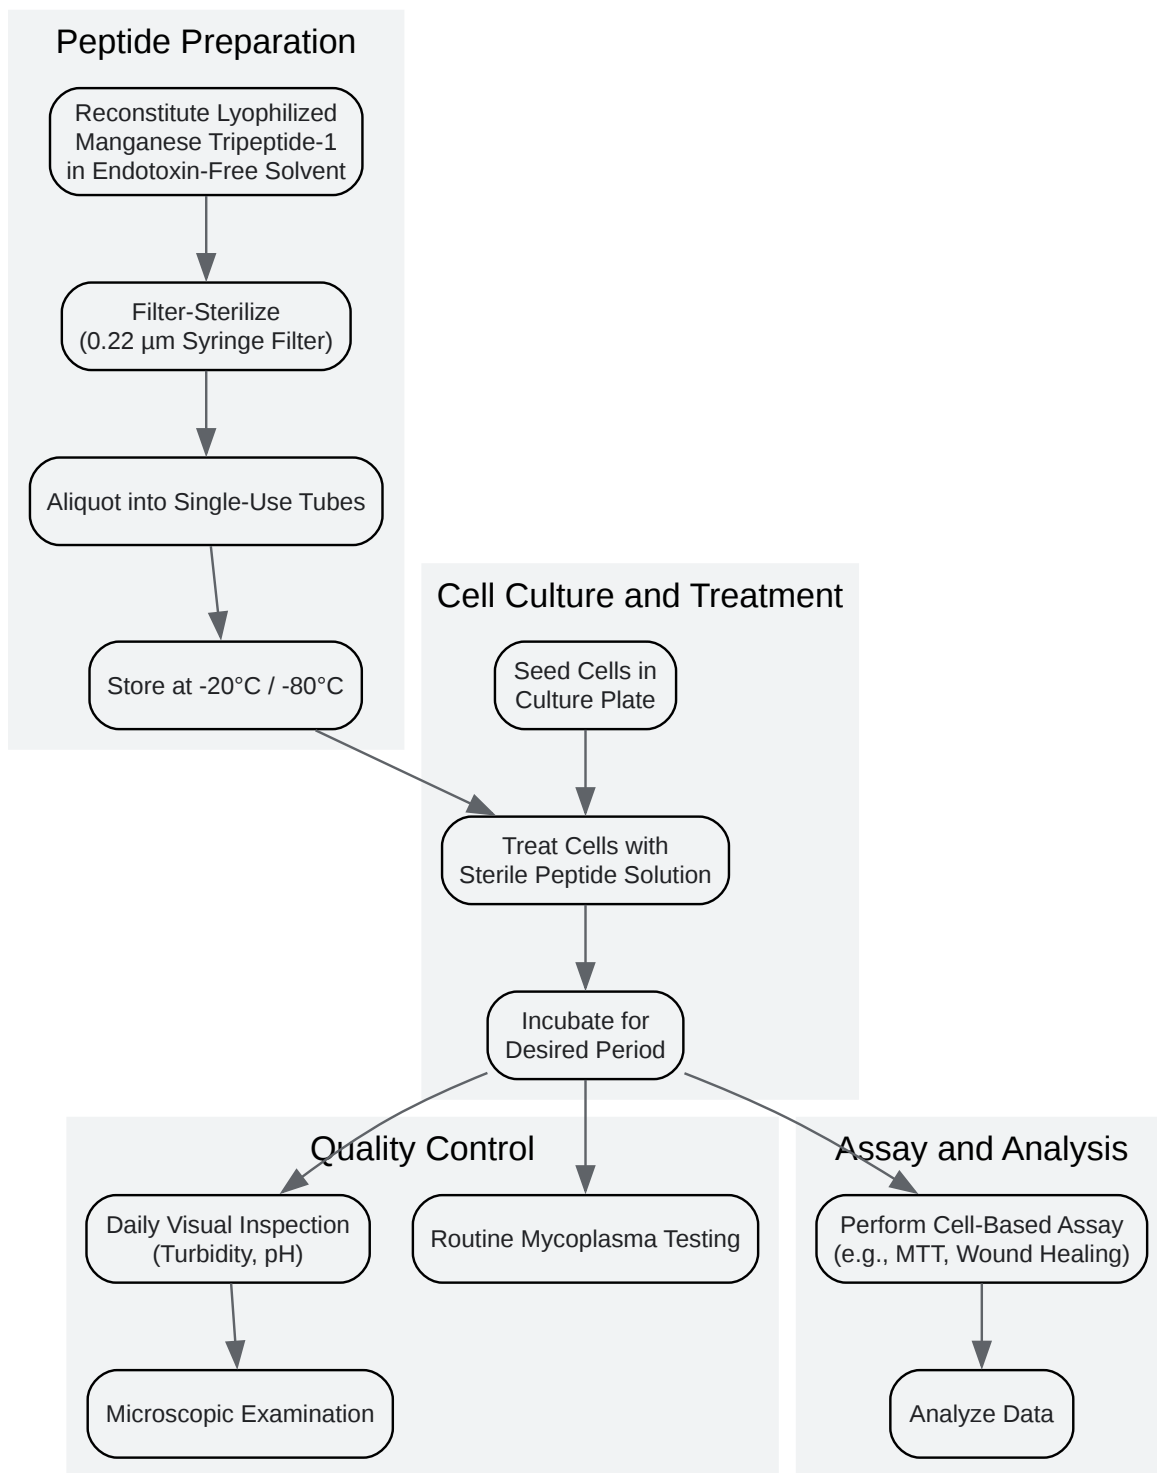 Peptide Preparation
Reconstitute Lyophilized
Manganese Tripeptide-1
in Endotoxin-Free Solvent
Filter-Sterilize
(0.22 µm Syringe Filter)
Aliquot into Single-Use Tubes
Store at -20°C / -80°C
Cell Culture and Treatment
Seed Cells in
Culture Plate
Treat Cells with
Sterile Peptide Solution
Incubate for
Desired Period
Quality Control
Daily Visual Inspection
(Turbidity, pH)
Routine Mycoplasma Testing
Microscopic Examination
Assay and Analysis
Perform Cell-Based Assay
(e.g., MTT, Wound Healing)
Analyze Data